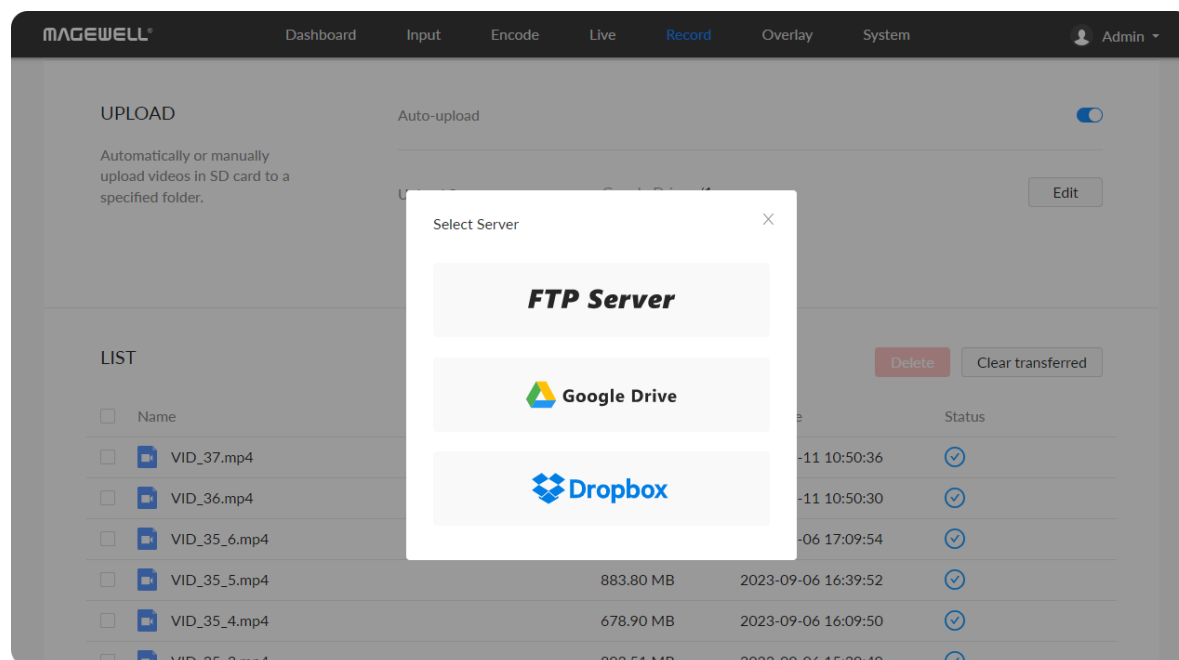 MAGEWELL® Dashboard Input Encode Live Record Overlay System Admin
UPLOAD Auto-upload
Automatically or manually
upload videos in SD card to a
specified folder.
Edit
Select Server
FTP Server
Google Drive
Dropbox
LIST Delete Clear transferred
Name Status
VID_37.mp4 -11 10:50:36
VID_36.mp4 -11 10:50:30
VID_35_6.mp4 -06 17:09:54
VID_35_5.mp4 883.80 MB 2023-09-06 16:39:52
VID_35_4.mp4 678.90 MB 2023-09-06 16:09:50